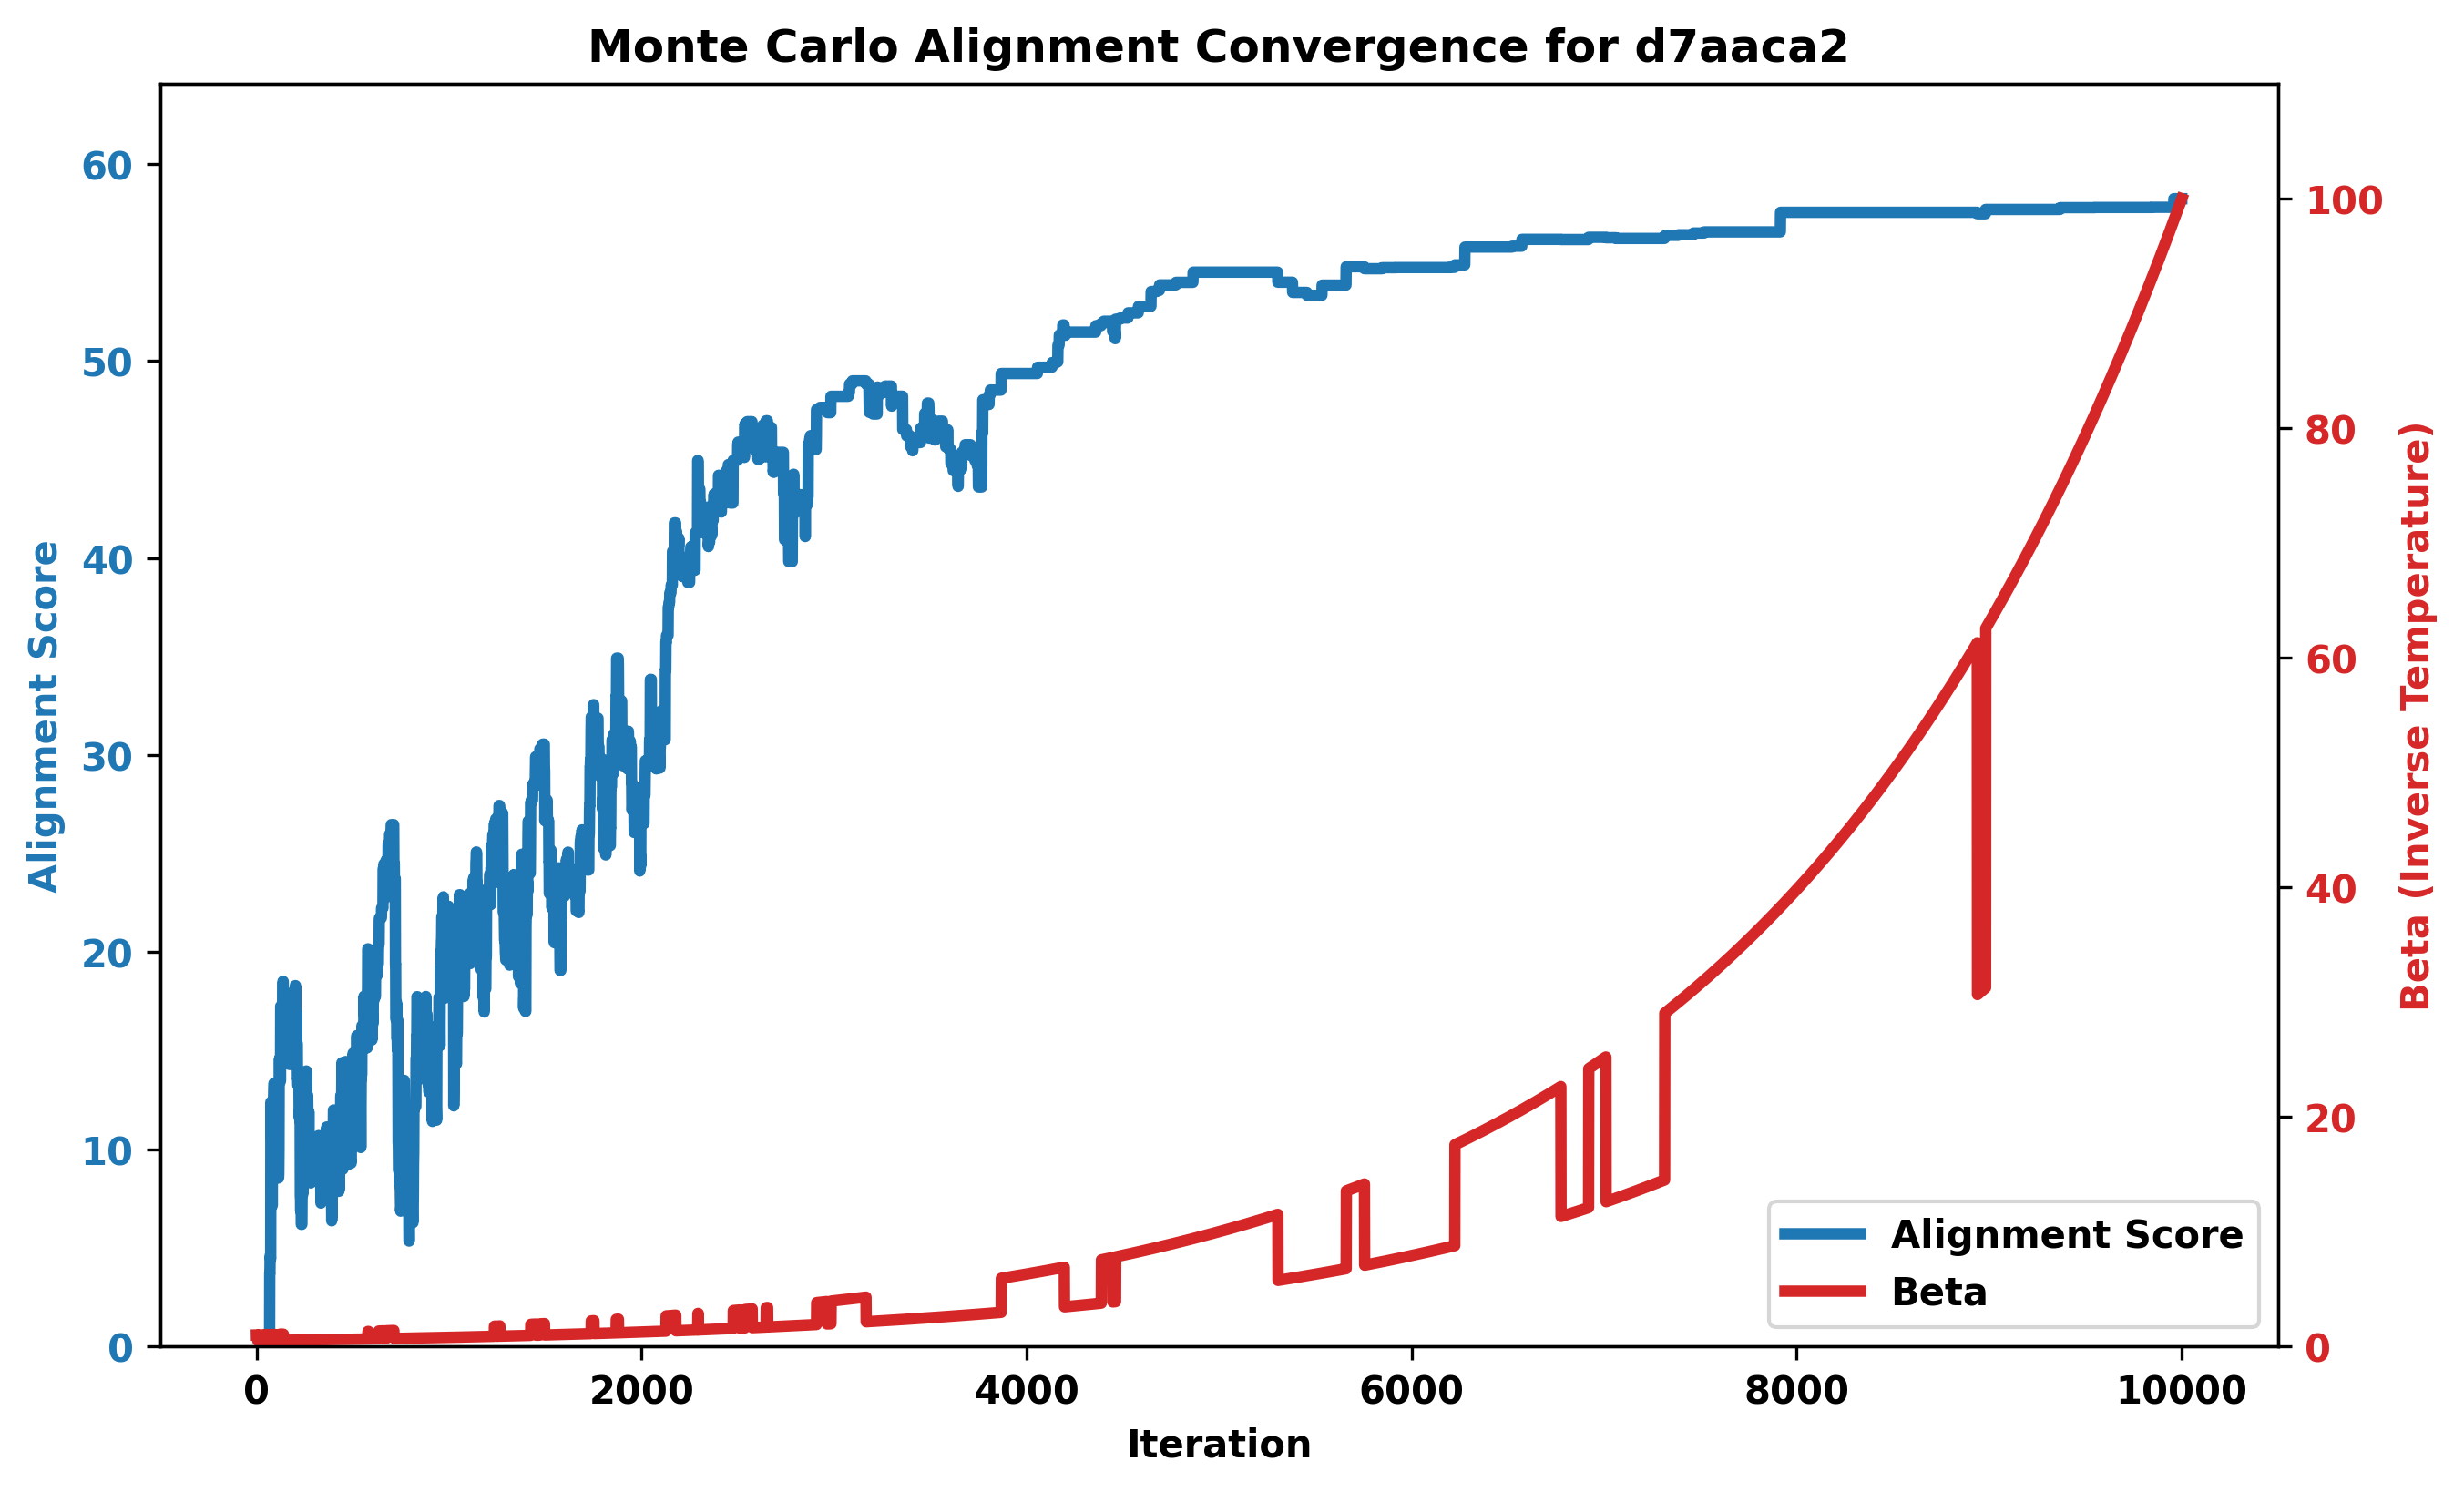 Monte Carlo Alignment Convergence for d7aaca2
Alignment Score
60
50
40
30
20
10
0
100
80
60
40
20
0
Beta (Inverse Temperature)
Alignment Score
Beta
0 2000 4000 6000 8000 10000
Iteration